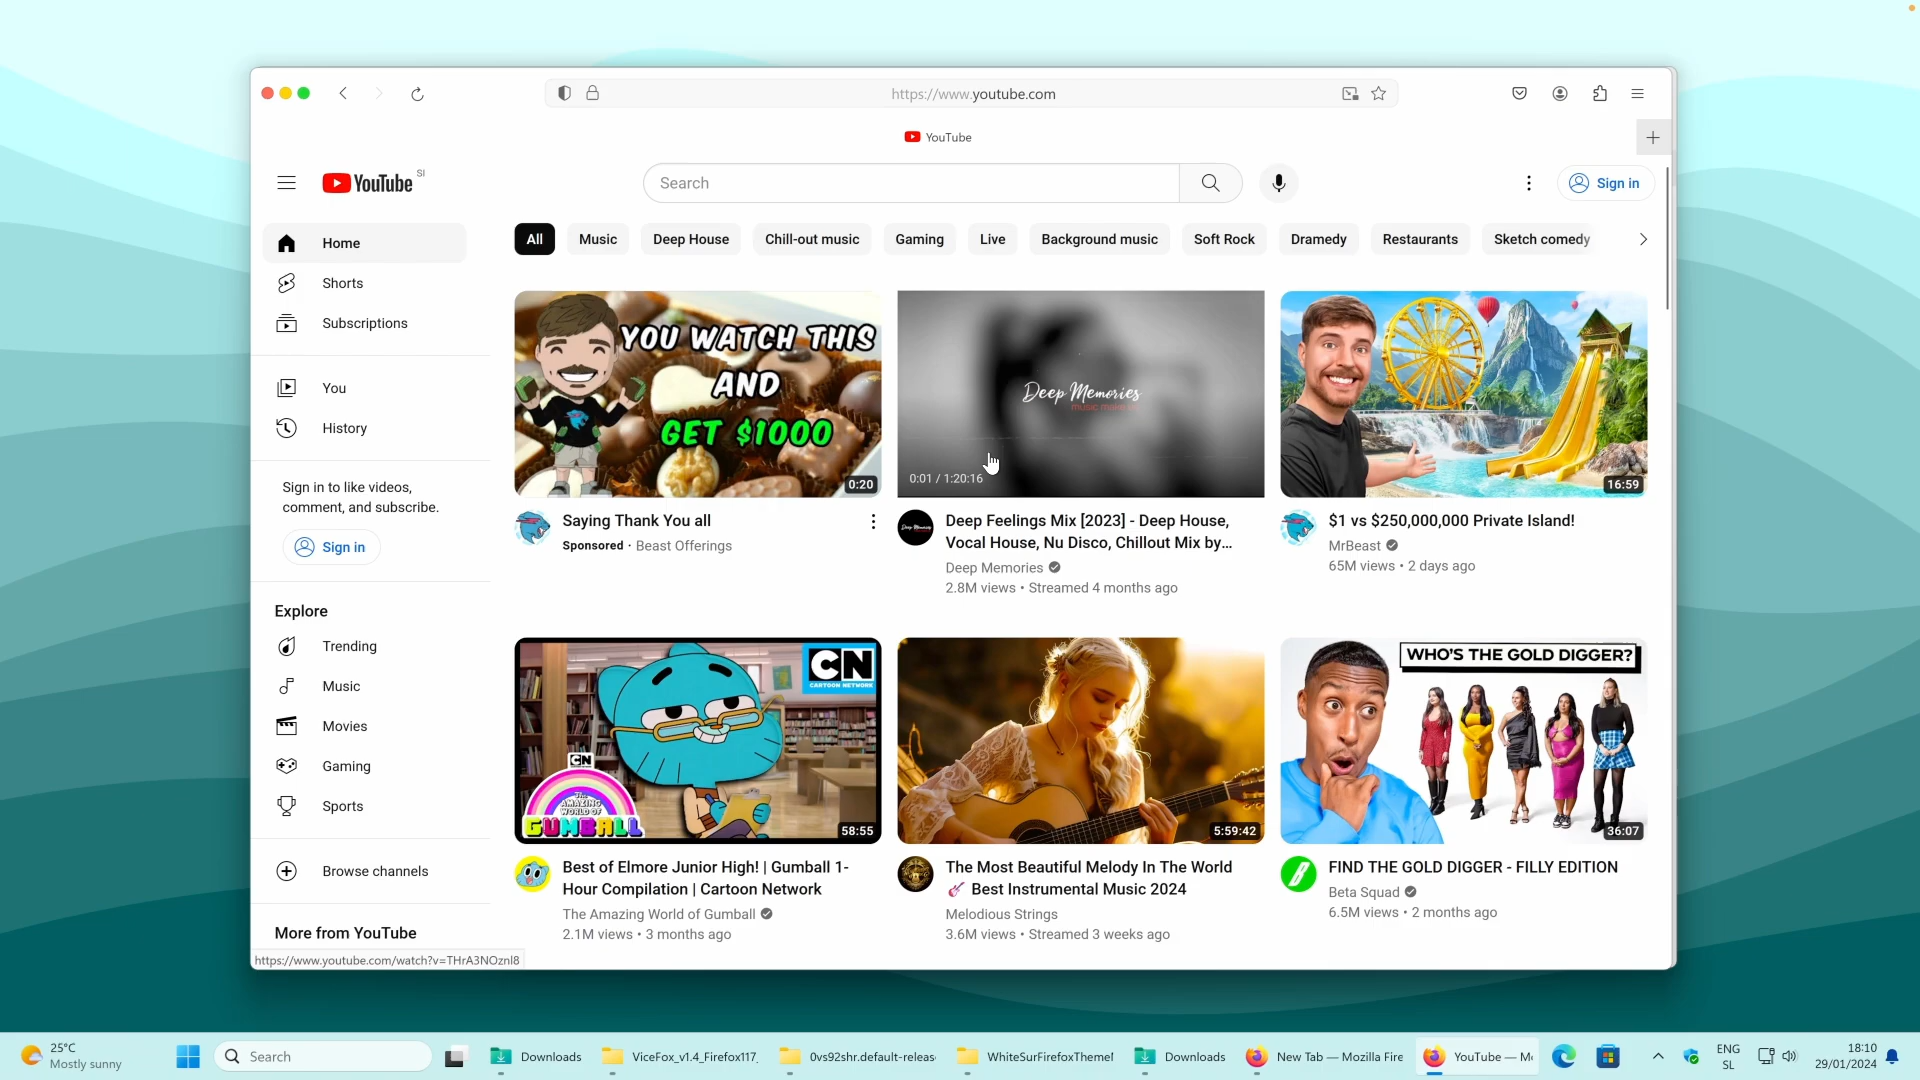 https://www.youtube.com
YouTube
YouTube SI
Search
Sign in
Home
Shorts
Subscriptions
You
History
Sign in to like videos,
comment, and subscribe.
Sign in
Explore
Trending
Music
Movies
Gaming
Sports
Browse channels
More from YouTube
https://www.youtube.com/watch?v=THrA3NOznI8
All
Music
Deep House
Chill-out music
Gaming
Live
Background music
Soft Rock
Dramedy
Restaurants
Sketch comedy
YOU WATCH THIS
AND
GET $1000
0:20
Saying Thank You all
Sponsored · Beast Offerings
Deep Memories
0:01 / 1:20:16
Deep Feelings Mix [2023] - Deep House,
Vocal House, Nu Disco, Chillout Mix by...
Deep Memories
2.8M views • Streamed 4 months ago
16:59
$1 vs $250,000,000 Private Island!
MrBeast
65M views • 2 days ago
CN
CARTOON NETWORK
CN
The
AMAZING
WORLD OF
GUMBALL
58:55
Best of Elmore Junior High! | Gumball 1-
Hour Compilation | Cartoon Network
The Amazing World of Gumball
2.1M views • 3 months ago
5:59:42
The Most Beautiful Melody In The World
🎸 Best Instrumental Music 2024
Melodious Strings
3.6M views • Streamed 3 weeks ago
WHO'S THE GOLD DIGGER?
36:07
FIND THE GOLD DIGGER - FILLY EDITION
Beta Squad
6.5M views • 2 months ago
25°C
Mostly sunny
Search
Downloads
ViceFox_v1.4_Firefox117.
0vs92shr.default-releas
WhiteSurFirefoxTheme
Downloads
New Tab — Mozilla Fire
YouTube — M
ENG
SL
18:10
29/01/2024